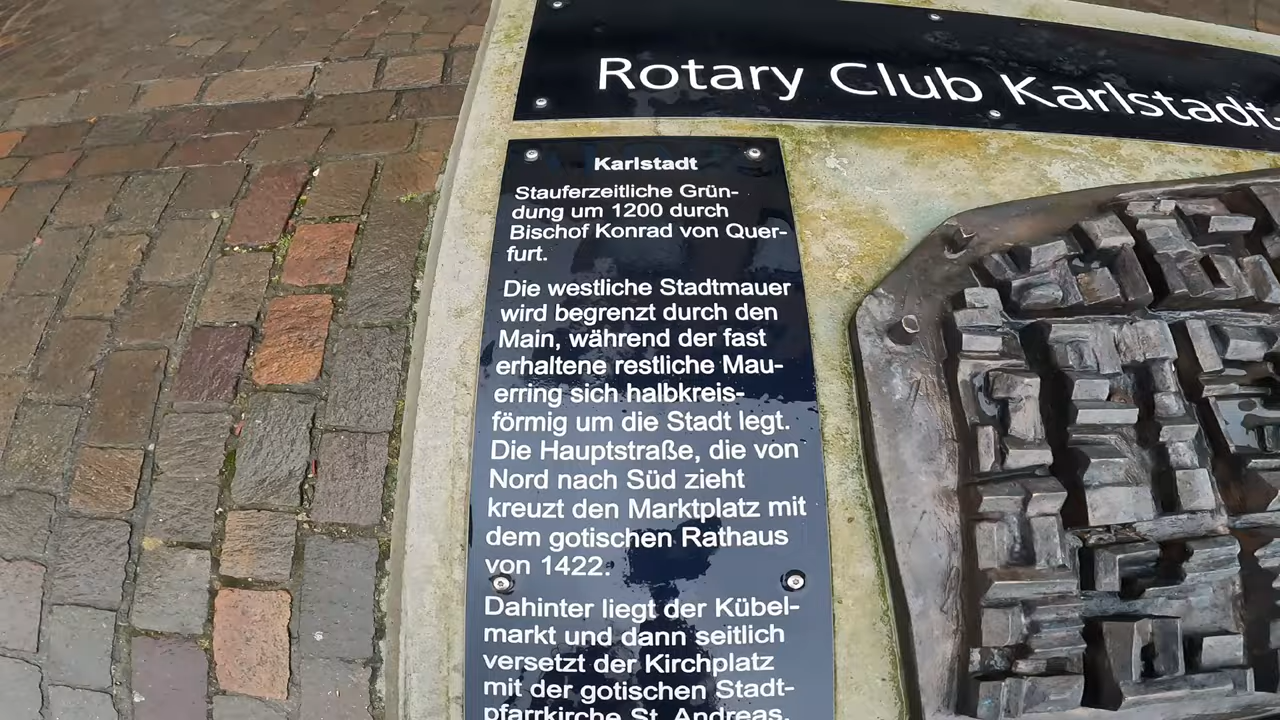 Rotary Club Karlstadt-
Karlstadt
Stauferzeitliche Grün-
dung um 1200 durch
Bischof Konrad von Quer-
furt.
Die westliche Stadtmauer
wird begrenzt durch den
Main, während der fast
erhaltene restliche Mau-
erring sich halbkreis-
förmig um die Stadt legt.
Die Hauptstraße, die von
Nord nach Süd zieht
kreuzt den Marktplatz mit
dem gotischen Rathaus
von 1422.
Dahinter liegt der Kübel-
markt und dann seitlich
versetzt der Kirchplatz
mit der gotischen Stadt-
pfarrkirche St. Andreas.